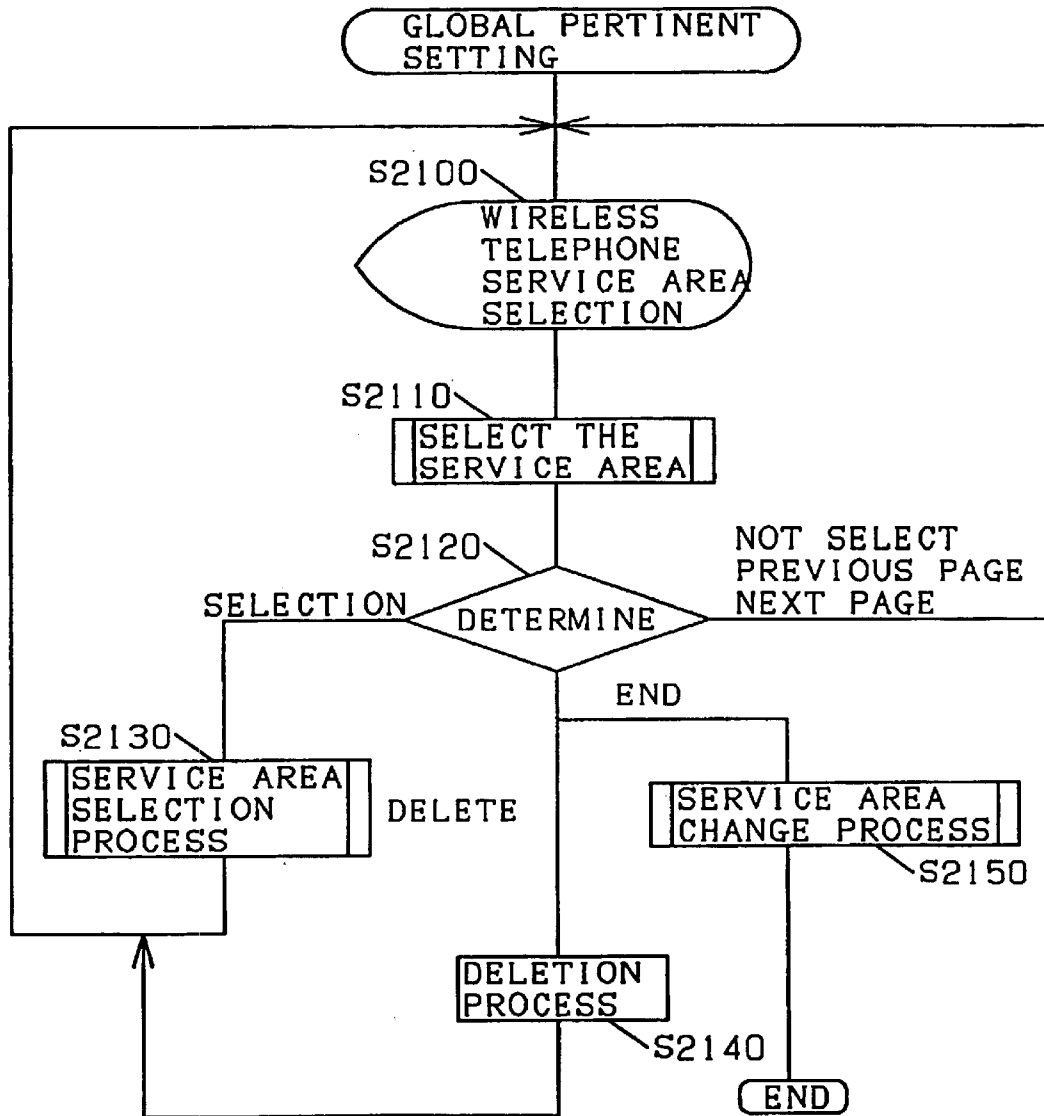 GLOBAL PERTINENT
SETTING
S2100
WIRELESS
TELEPHONE
SERVICE AREA
SELECTION
S2110
SELECT THE
SERVICE AREA
S2120
NOT SELECT
PREVIOUS PAGE
NEXT PAGE
SELECTION
DETERMINE
END
S2130
SERVICE AREA
SELECTION
PROCESS
DELETE
SERVICE AREA
CHANGE PROCESS
S2150
DELETION
PROCESS
S2140
END